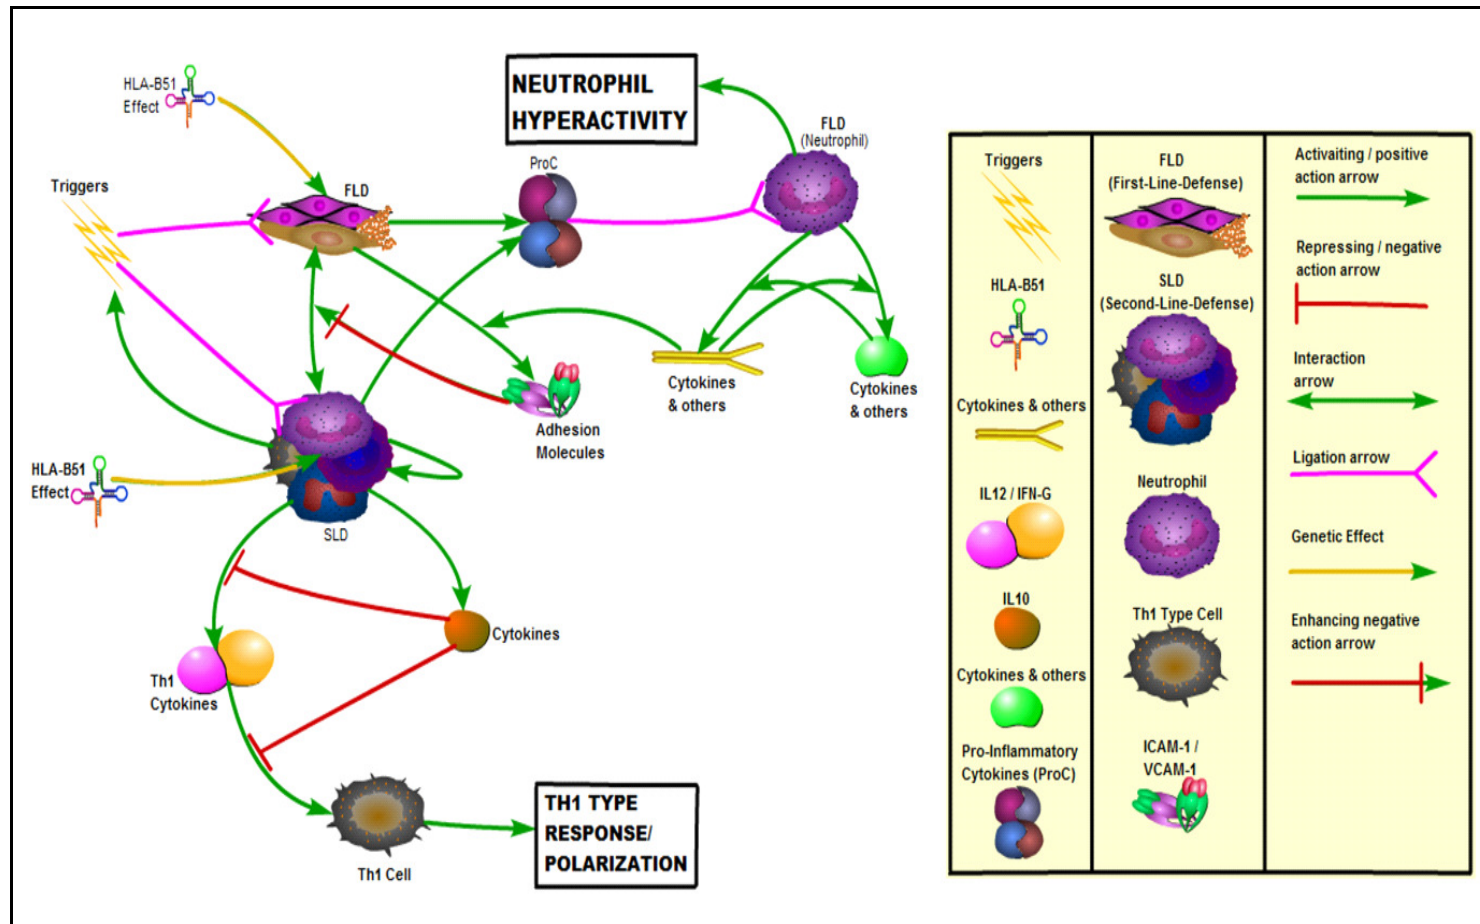 HLA-B51
Effect
NEUTROPHIL
HYPERACTIVITY
FLD
(Neutrophil)
ProC
Triggers
FLD
Cytokines
& others
Cytokines
& others
Adhesion
Molecules
HLA-B51
Effect
SLD
Cytokines
Th1
Cytokines
Th1 Cell
TH1 TYPE
RESPONSE/
POLARIZATION
Triggers
HLA-B51
Cytokines & others
IL12 / IFN-G
IL10
Cytokines & others
Pro-Inflammatory
Cytokines (ProC)
FLD
(First-Line-Defense)
SLD
(Second-Line-Defense)
Neutrophil
Th1 Type Cell
ICAM-1 /
VCAM-1
Activaiting / positive
action arrow
Repressing / negative
action arrow
Interaction
arrow
Ligation arrow
Genetic Effect
Enhancing negative
action arrow